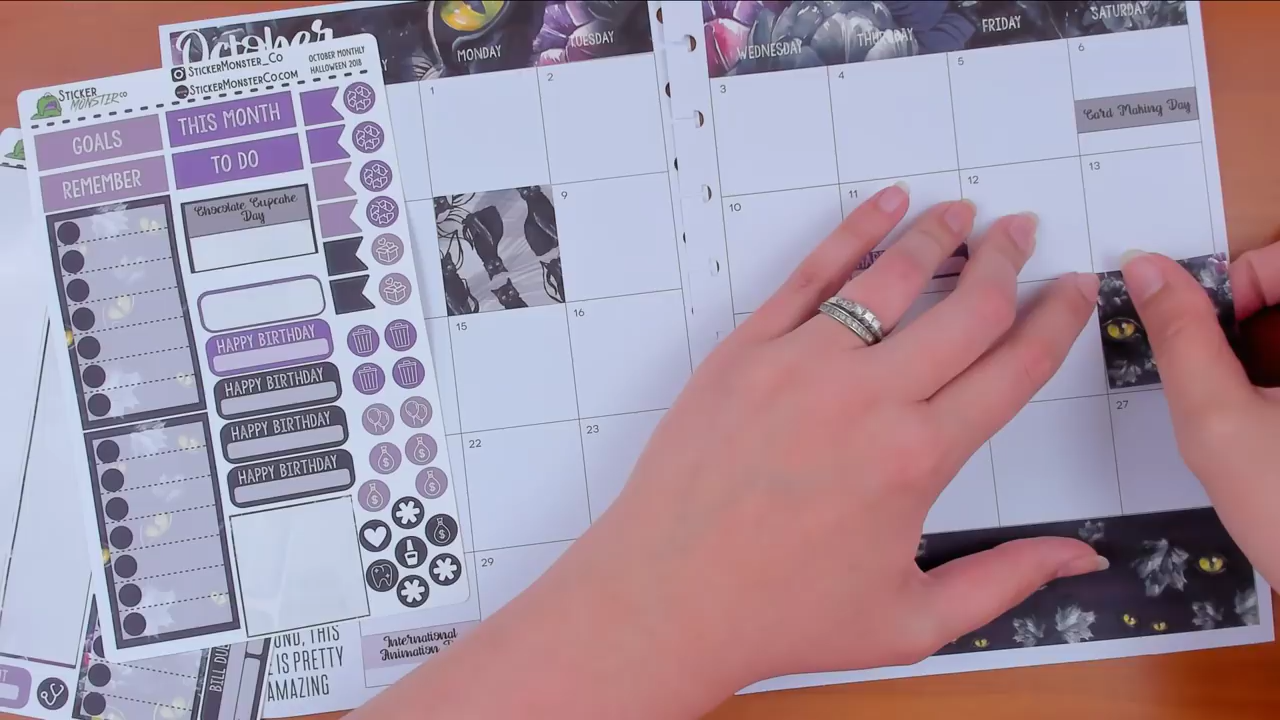 October
MONDAY
TUESDAY
WEDNESDAY
THURSDAY
FRIDAY
SATURDAY
1
2
3
4
5
6
Card Making Day
9
10
11
12
13
15
16
22
23
27
29
STICKER
MONSTER CO
STICKERMONSTER_CO
STICKERMONSTERCO.COM
OCTOBER MONTHLY
HALLOWEEN 2018
GOALS
THIS MONTH
REMEMBER
TO DO
Chocolate Cupcake
Day
HAPPY BIRTHDAY
HAPPY BIRTHDAY
HAPPY BIRTHDAY
HAPPY BIRTHDAY
International
Animation
THIS
IS PRETTY
AMAZING
BILL DU